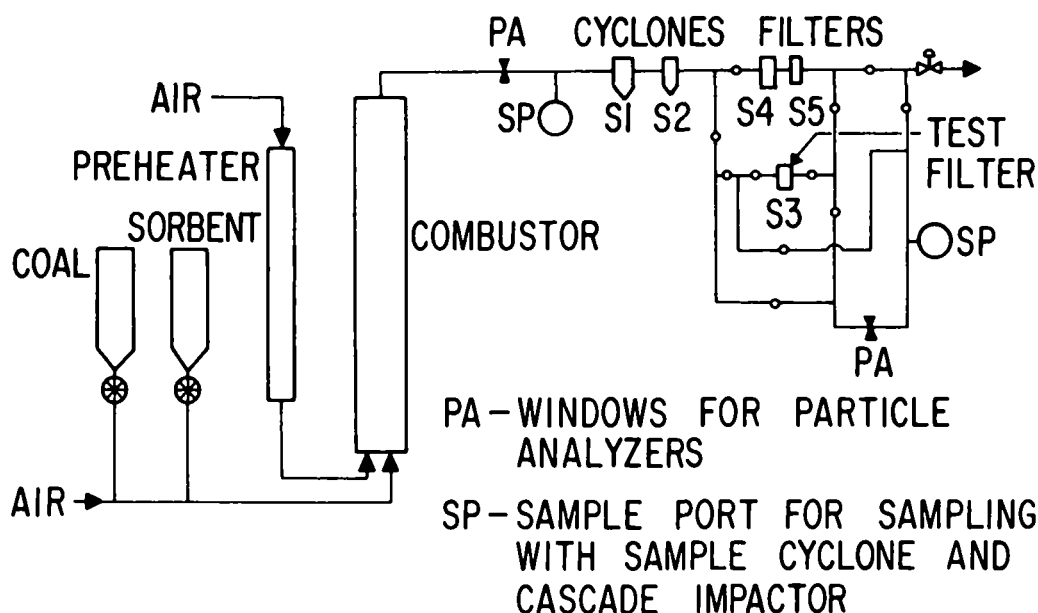 PA CYCLONES FILTERS
AIR
SP
S1 S2
S4 S5
TEST
FILTER
PREHEATER
SORBENT
S3
COAL
COMBUSTOR
SP
PA
PA – WINDOWS FOR PARTICLE
ANALYZERS
AIR
SP – SAMPLE PORT FOR SAMPLING
WITH SAMPLE CYCLONE AND
CASCADE IMPACTOR